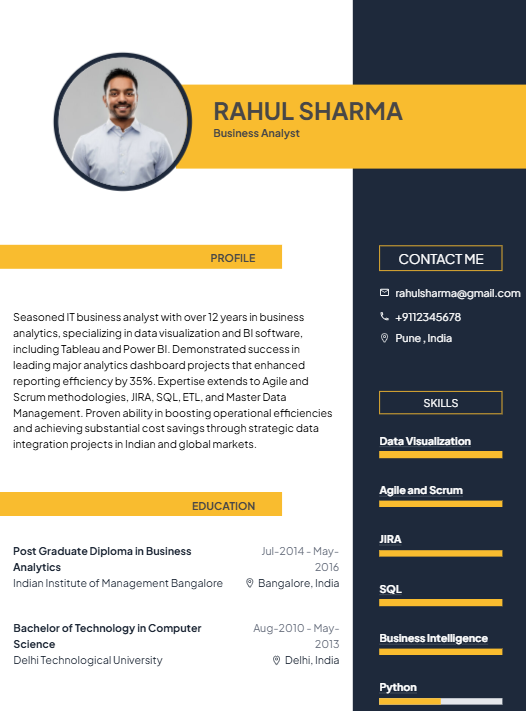 RAHUL SHARMA
Business Analyst
PROFILE
Seasoned IT business analyst with over 12 years in business
analytics, specializing in data visualization and BI software,
including Tableau and Power BI. Demonstrated success in
leading major analytics dashboard projects that enhanced
reporting efficiency by 35%. Expertise extends to Agile and
Scrum methodologies, JIRA, SQL, ETL, and Master Data
Management. Proven ability in boosting operational efficiencies
and achieving substantial cost savings through strategic data
integration projects in Indian and global markets.
EDUCATION
Post Graduate Diploma in Business
Analytics
Jul-2014 - May-
2016
Indian Institute of Management Bangalore
Bangalore, India
Bachelor of Technology in Computer
Science
Aug-2010 - May-
2013
Delhi Technological University
Delhi, India
CONTACT ME
rahulsharma@gmail.com
+9112345678
Pune , India
SKILLS
Data Visualization
Agile and Scrum
JIRA
SQL
Business Intelligence
Python